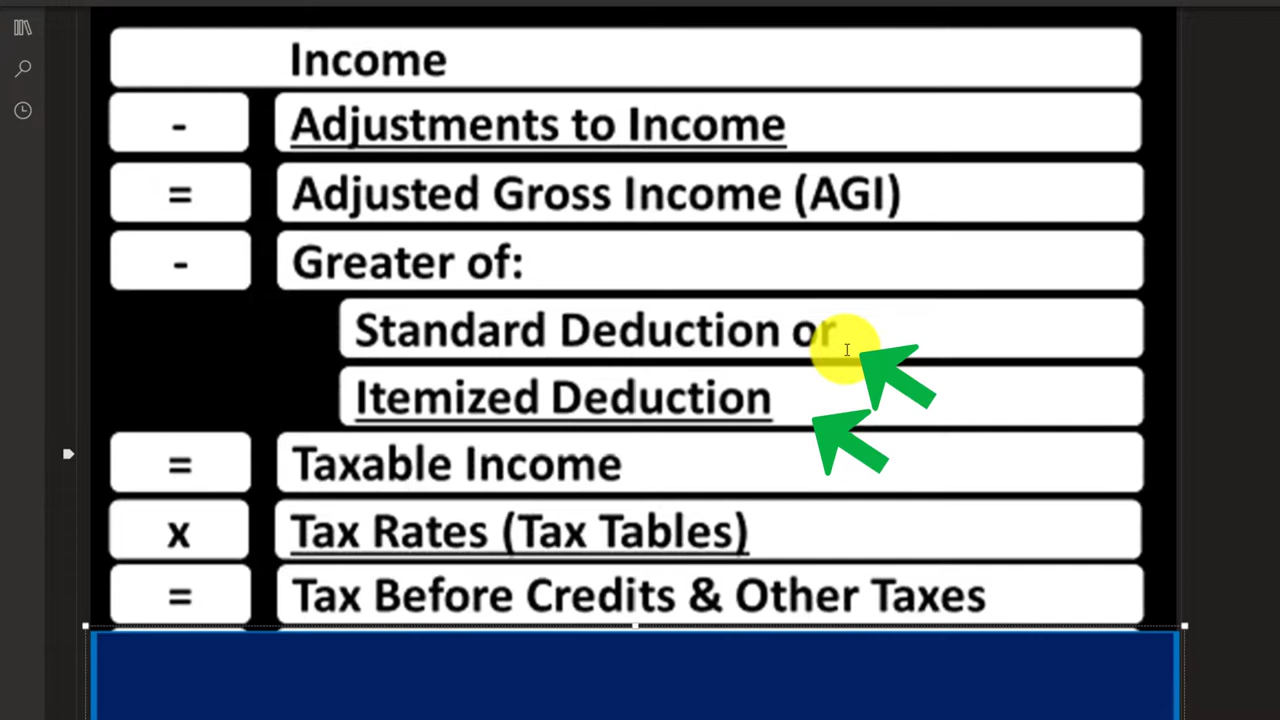 Income
- Adjustments to Income
= Adjusted Gross Income (AGI)
- Greater of:
Standard Deduction or
Itemized Deduction
= Taxable Income
x Tax Rates (Tax Tables)
= Tax Before Credits & Other Taxes